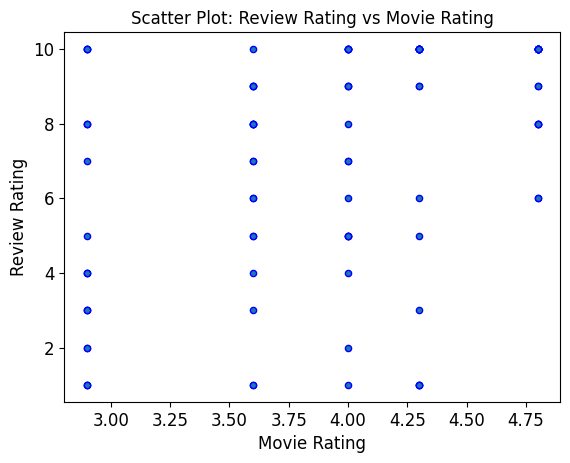 Scatter Plot: Review Rating vs Movie Rating
10
8
6
4
2
Review Rating
3.00 3.25 3.50 3.75 4.00 4.25 4.50 4.75
Movie Rating